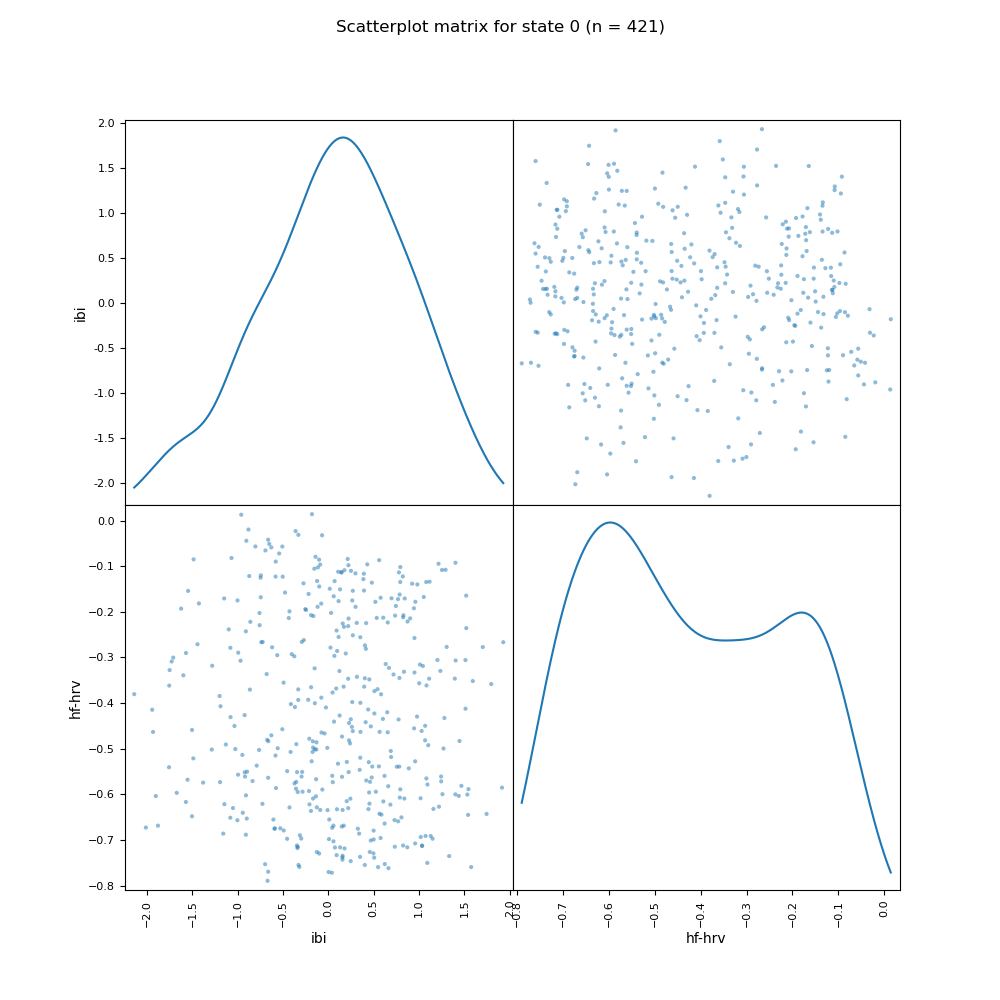 Scatterplot matrix for state 0 (n = 421)
2.0
1.5
1.0
0.5
0.0
−0.5
−1.0
−1.5
−2.0
ibi
0.0
−0.1
−0.2
−0.3
−0.4
−0.5
−0.6
−0.7
−0.8
hf-hrv
−2.0 −1.5 −1.0 −0.5 0.0 0.5 1.0 1.5 2.0
ibi
−0.8 −0.7 −0.6 −0.5 −0.4 −0.3 −0.2 −0.1 0.0
hf-hrv